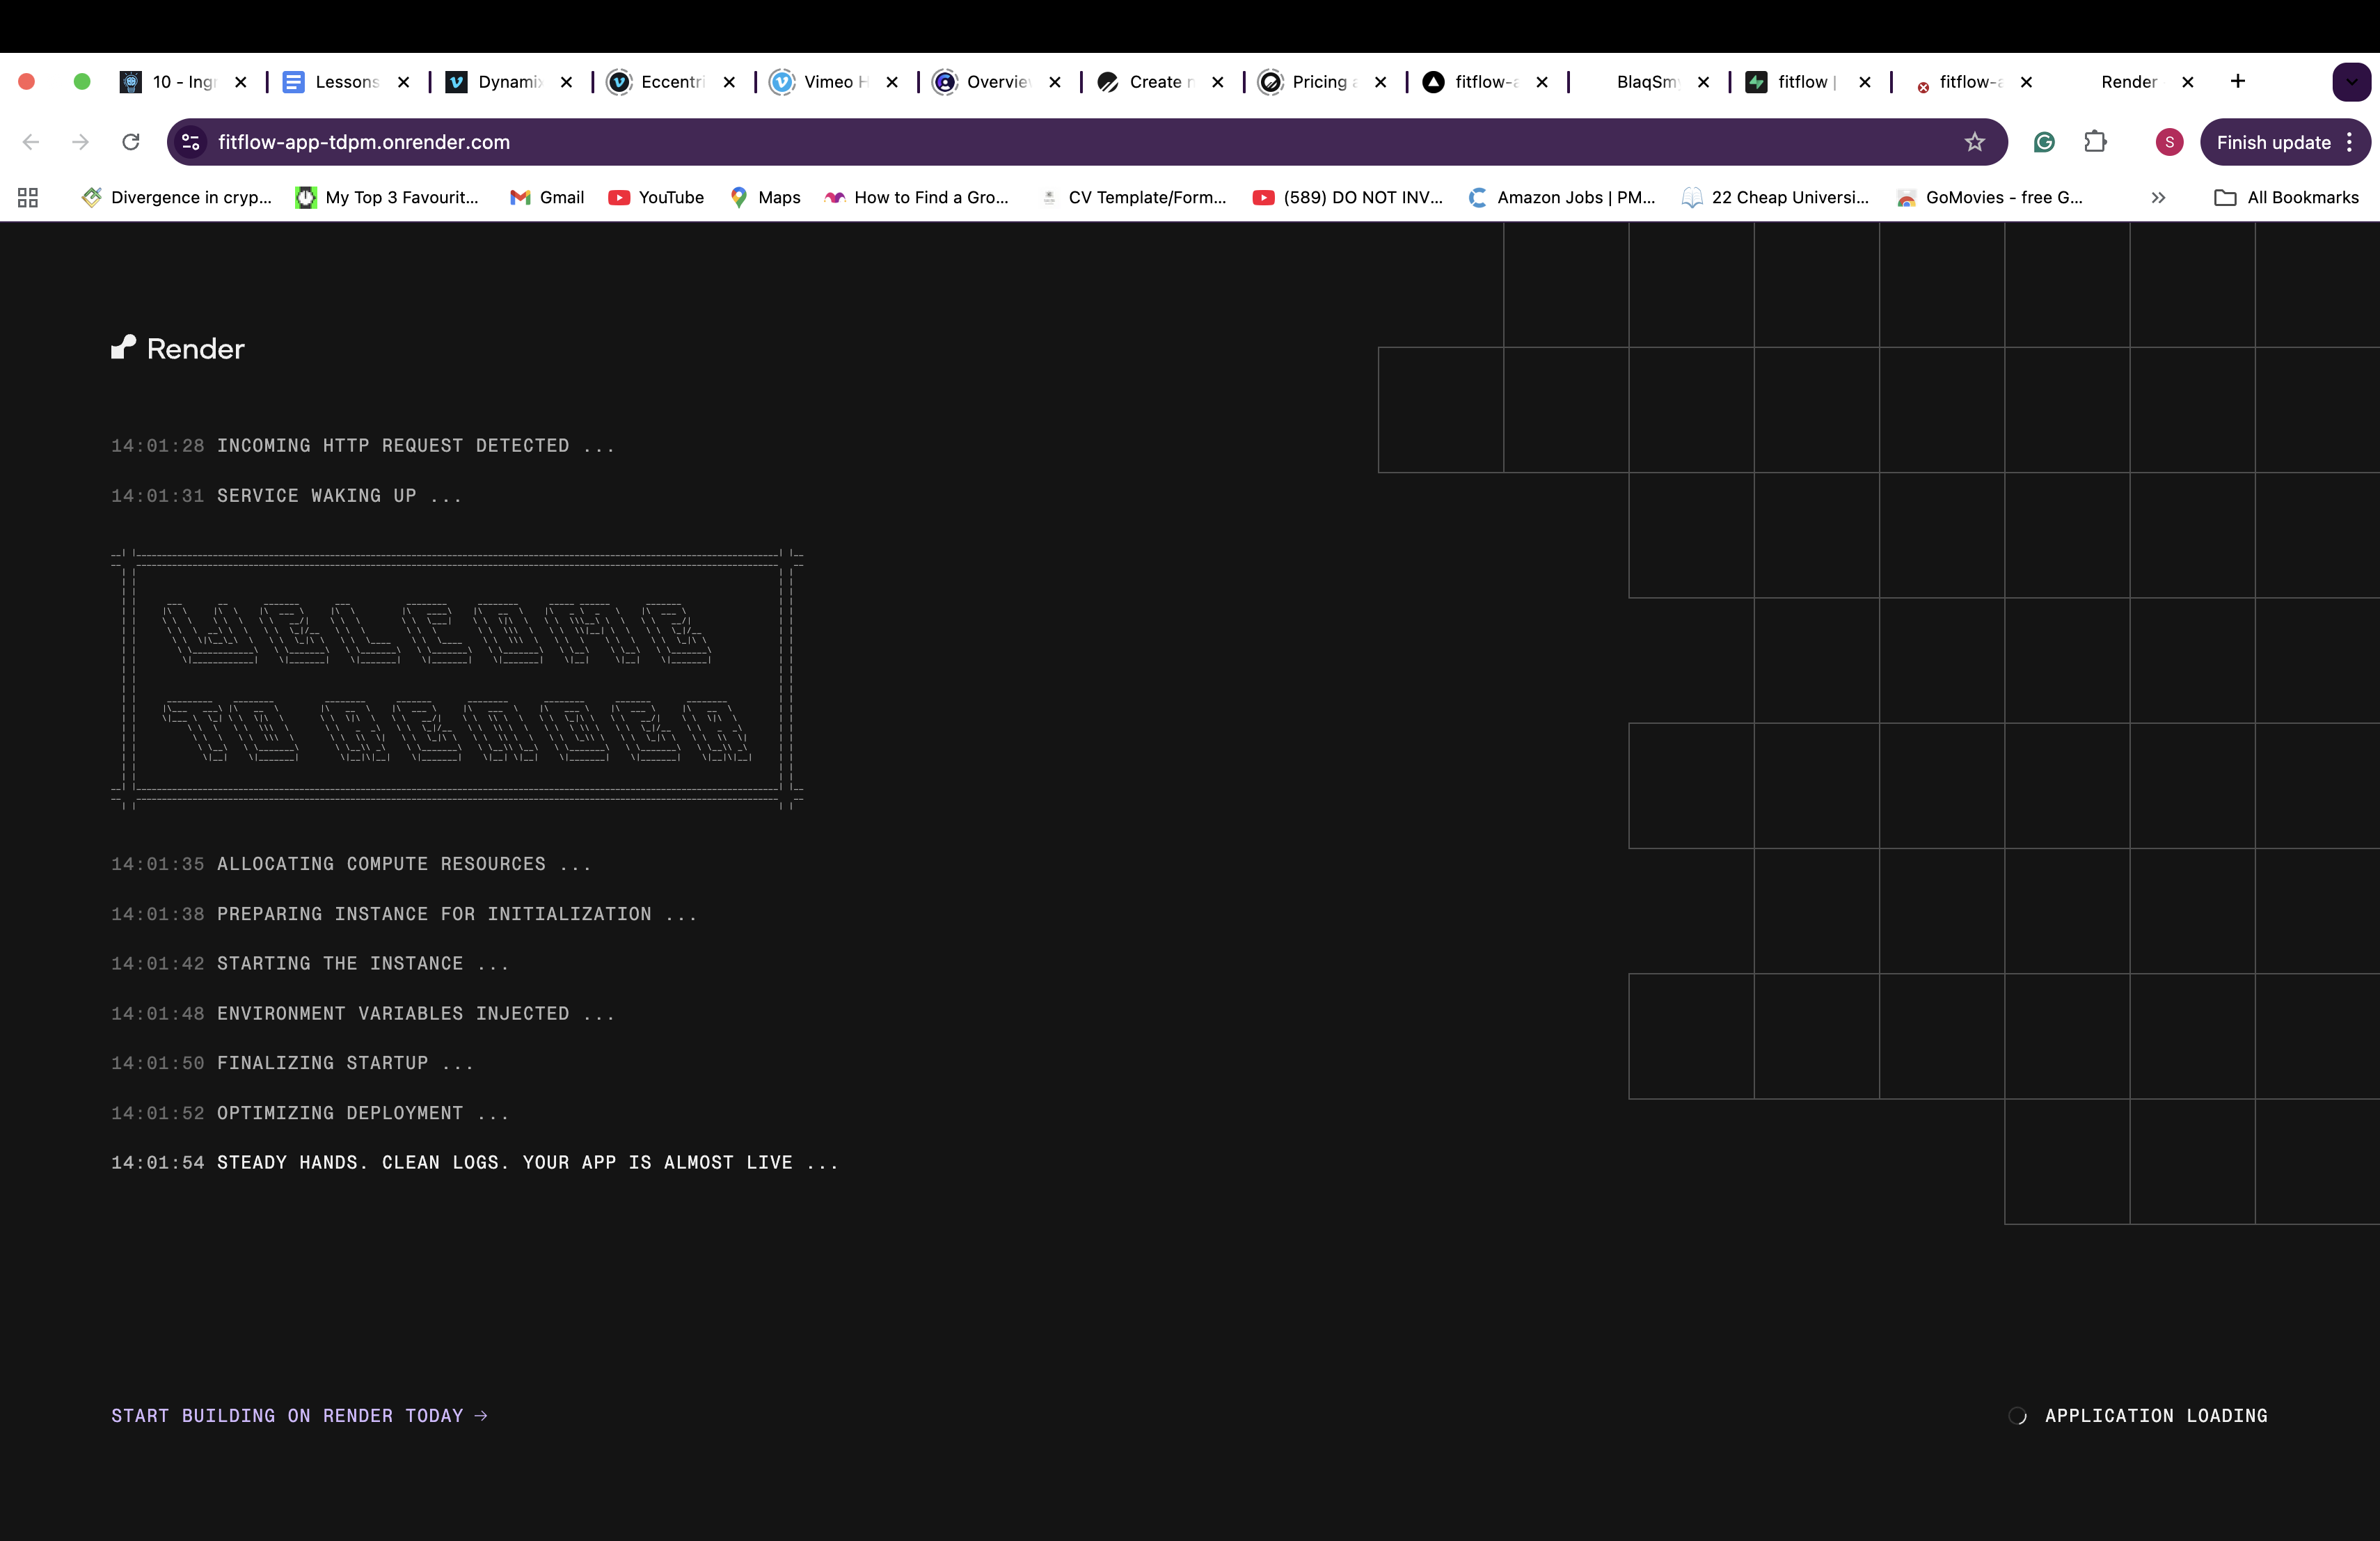 10 - Ingr
Lessons
Dynamix
Eccentri
Vimeo H
Overview
Create n
Pricing a
fitflow-a
BlaqSm
fitflow |
fitflow-a
Render
fitflow-app-tdpm.onrender.com
S
Finish update
Divergence in cryp...
My Top 3 Favourit...
Gmail
YouTube
Maps
How to Find a Gro...
CV Template/Form...
(589) DO NOT INV...
Amazon Jobs | PM...
22 Cheap Universi...
GoMovies - free G...
All Bookmarks
Render
14:01:28 INCOMING HTTP REQUEST DETECTED ...
14:01:31 SERVICE WAKING UP ...
WELCOME
TO RENDER
14:01:35 ALLOCATING COMPUTE RESOURCES ...
14:01:38 PREPARING INSTANCE FOR INITIALIZATION ...
14:01:42 STARTING THE INSTANCE ...
14:01:48 ENVIRONMENT VARIABLES INJECTED ...
14:01:50 FINALIZING STARTUP ...
14:01:52 OPTIMIZING DEPLOYMENT ...
14:01:54 STEADY HANDS. CLEAN LOGS. YOUR APP IS ALMOST LIVE ...
START BUILDING ON RENDER TODAY →
APPLICATION LOADING